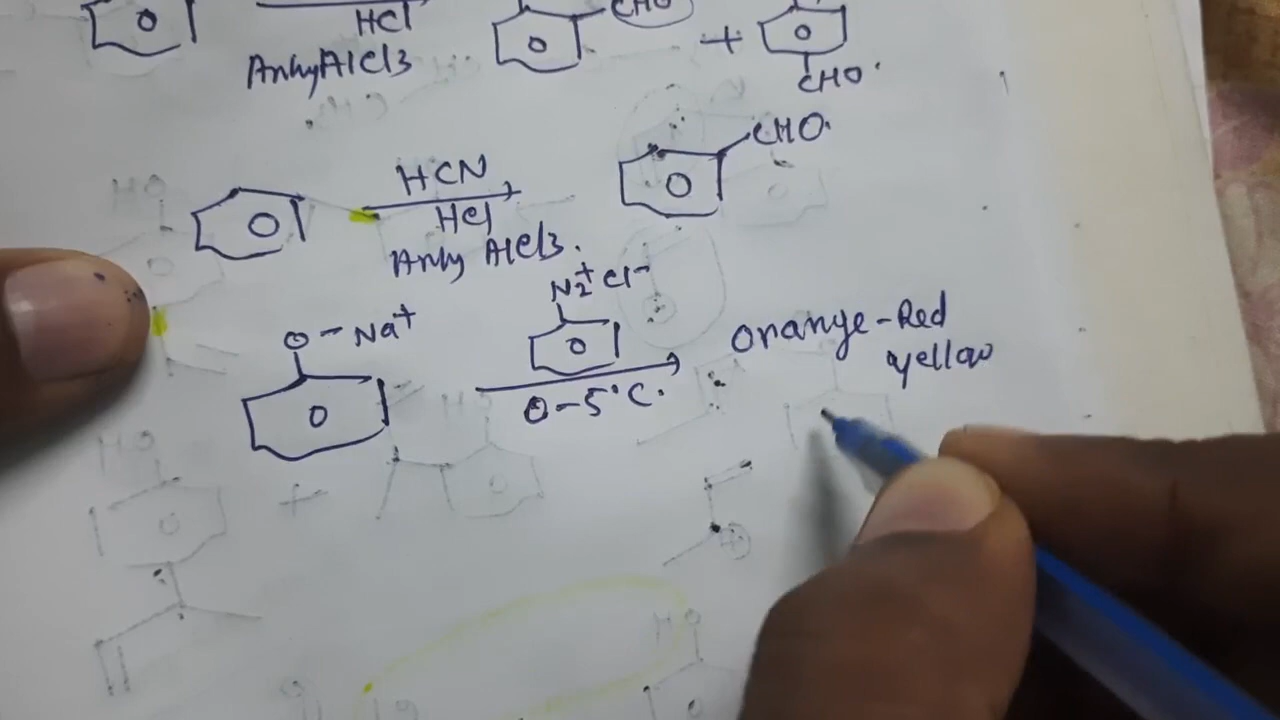 HCl
CHO
Anhy AlCl3
+
CHO.
HCN
CHO.
HCl
Anhy AlCl3.
N2+ Cl-
O - Na+
Orange-Red
yellow
0-5°C.